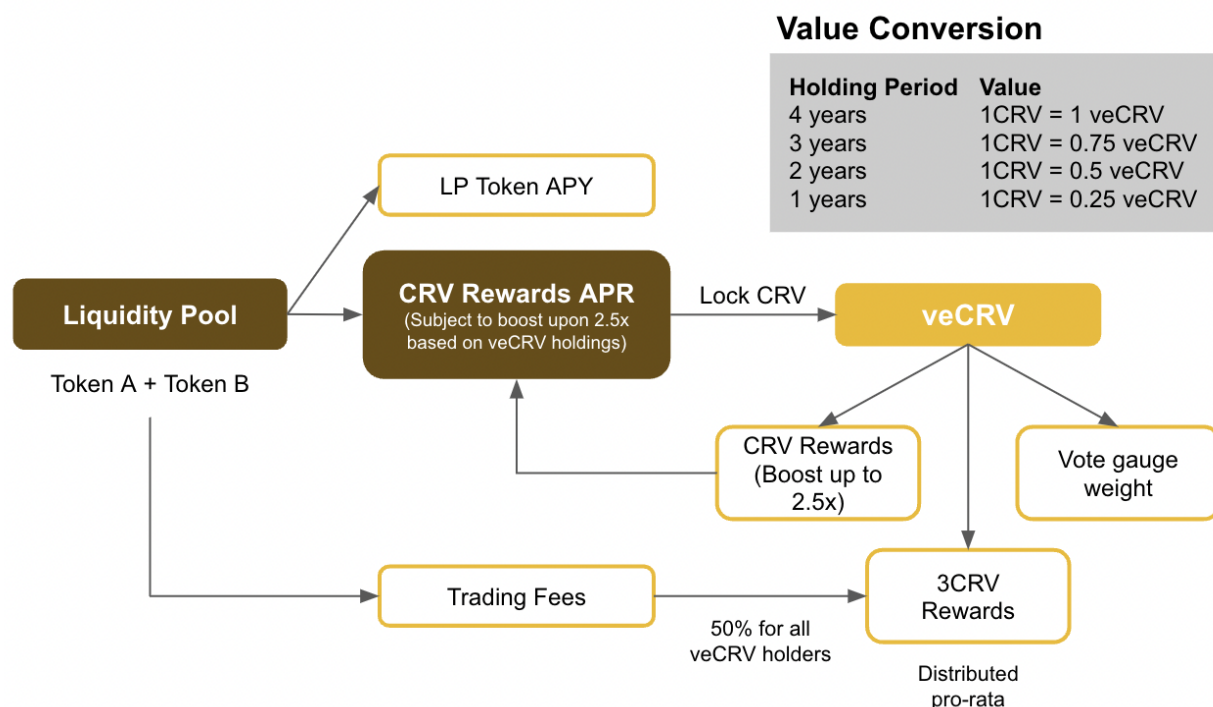 Value Conversion
Holding Period Value
4 years 1CRV = 1 veCRV
3 years 1CRV = 0.75 veCRV
2 years 1CRV = 0.5 veCRV
1 years 1CRV = 0.25 veCRV
LP Token APY
Liquidity Pool
Token A + Token B
CRV Rewards APR
(Subject to boost upon 2.5x
based on veCRV holdings)
Lock CRV
veCRV
CRV Rewards
(Boost up to
2.5x)
Vote gauge
weight
Trading Fees
50% for all
veCRV holders
3CRV
Rewards
Distributed
pro-rata